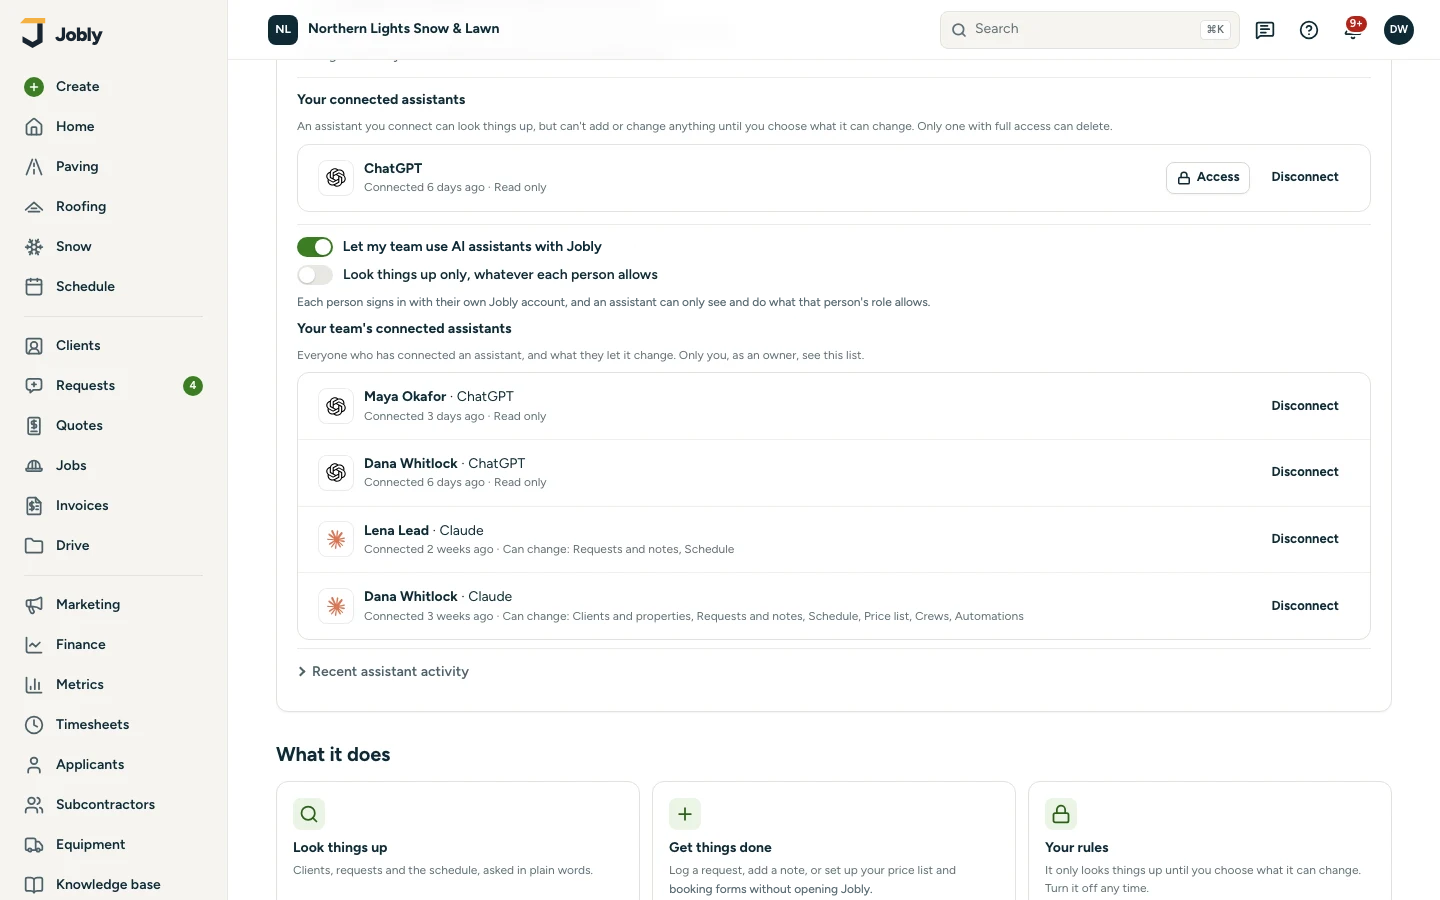 Jobly
NL
Northern Lights Snow & Lawn
Search
⌘K
9+
DW
Create
Home
Paving
Roofing
Snow
Schedule
Clients
Requests
4
Quotes
Jobs
Invoices
Drive
Marketing
Finance
Metrics
Timesheets
Applicants
Subcontractors
Equipment
Knowledge base
Your connected assistants
An assistant you connect can look things up, but can't add or change anything until you choose what it can change. Only one with full access can delete.
ChatGPT
Connected 6 days ago · Read only
Access
Disconnect
Let my team use AI assistants with Jobly
Look things up only, whatever each person allows
Each person signs in with their own Jobly account, and an assistant can only see and do what that person's role allows.
Your team's connected assistants
Everyone who has connected an assistant, and what they let it change. Only you, as an owner, see this list.
Maya Okafor · ChatGPT
Connected 3 days ago · Read only
Disconnect
Dana Whitlock · ChatGPT
Connected 6 days ago · Read only
Disconnect
Lena Lead · Claude
Connected 2 weeks ago · Can change: Requests and notes, Schedule
Disconnect
Dana Whitlock · Claude
Connected 3 weeks ago · Can change: Clients and properties, Requests and notes, Schedule, Price list, Crews, Automations
Disconnect
Recent assistant activity
What it does
Look things up
Clients, requests and the schedule, asked in plain words.
Get things done
Log a request, add a note, or set up your price list and
booking forms without opening Jobly.
Your rules
It only looks things up until you choose what it can change.
Turn it off any time.